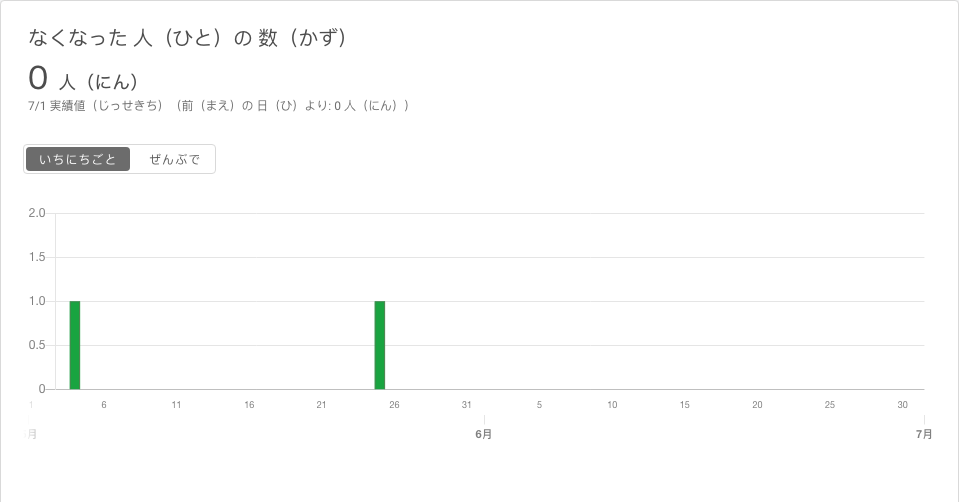 なくなった 人（ひと）の 数（かず）
0 人（にん）
7/1 実績値（じっせきち）（前（まえ）の 日（ひ）より: 0 人（にん））
いちにちごと ぜんぶで
2.0
1.5
1.0
0.5
0
1 6 11 16 21 26 31 5 10 15 20 25 30
月 6月 7月